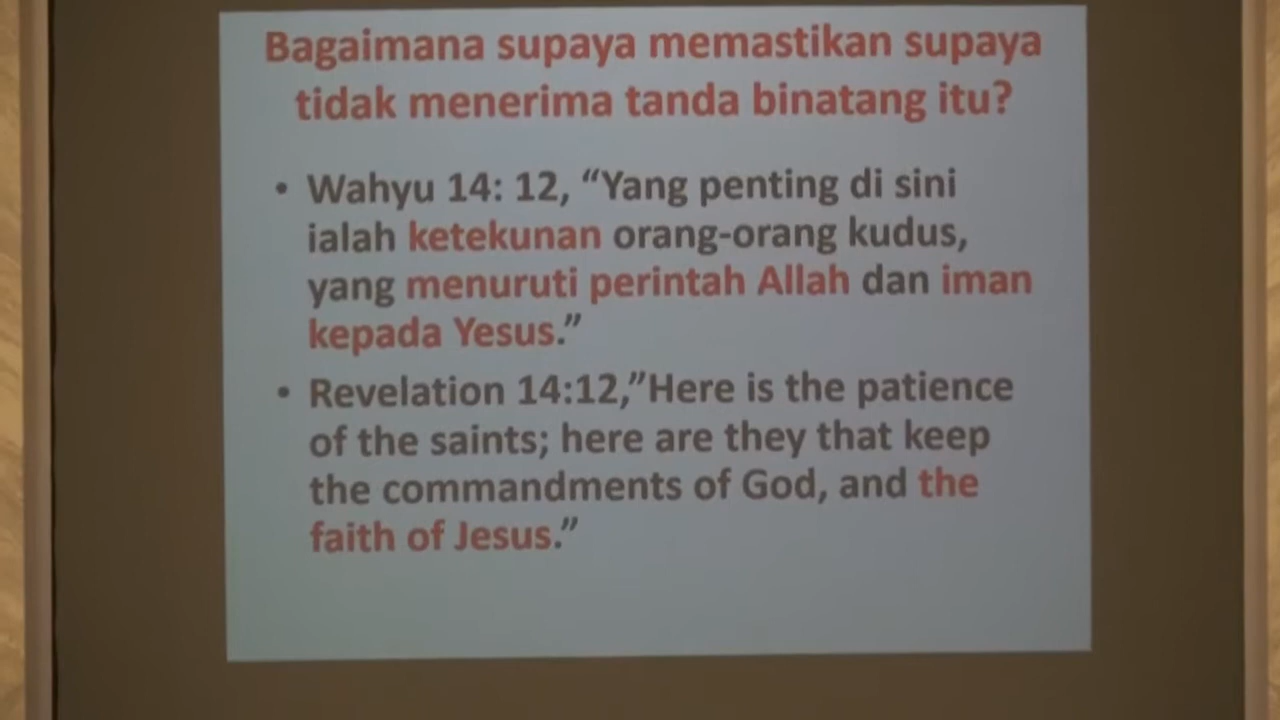 Bagaimana supaya memastikan supaya
tidak menerima tanda binatang itu?
• Wahyu 14: 12, “Yang penting di sini
ialah ketekunan orang-orang kudus,
yang menuruti perintah Allah dan iman
kepada Yesus.”
• Revelation 14:12,”Here is the patience
of the saints; here are they that keep
the commandments of God, and the
faith of Jesus.”